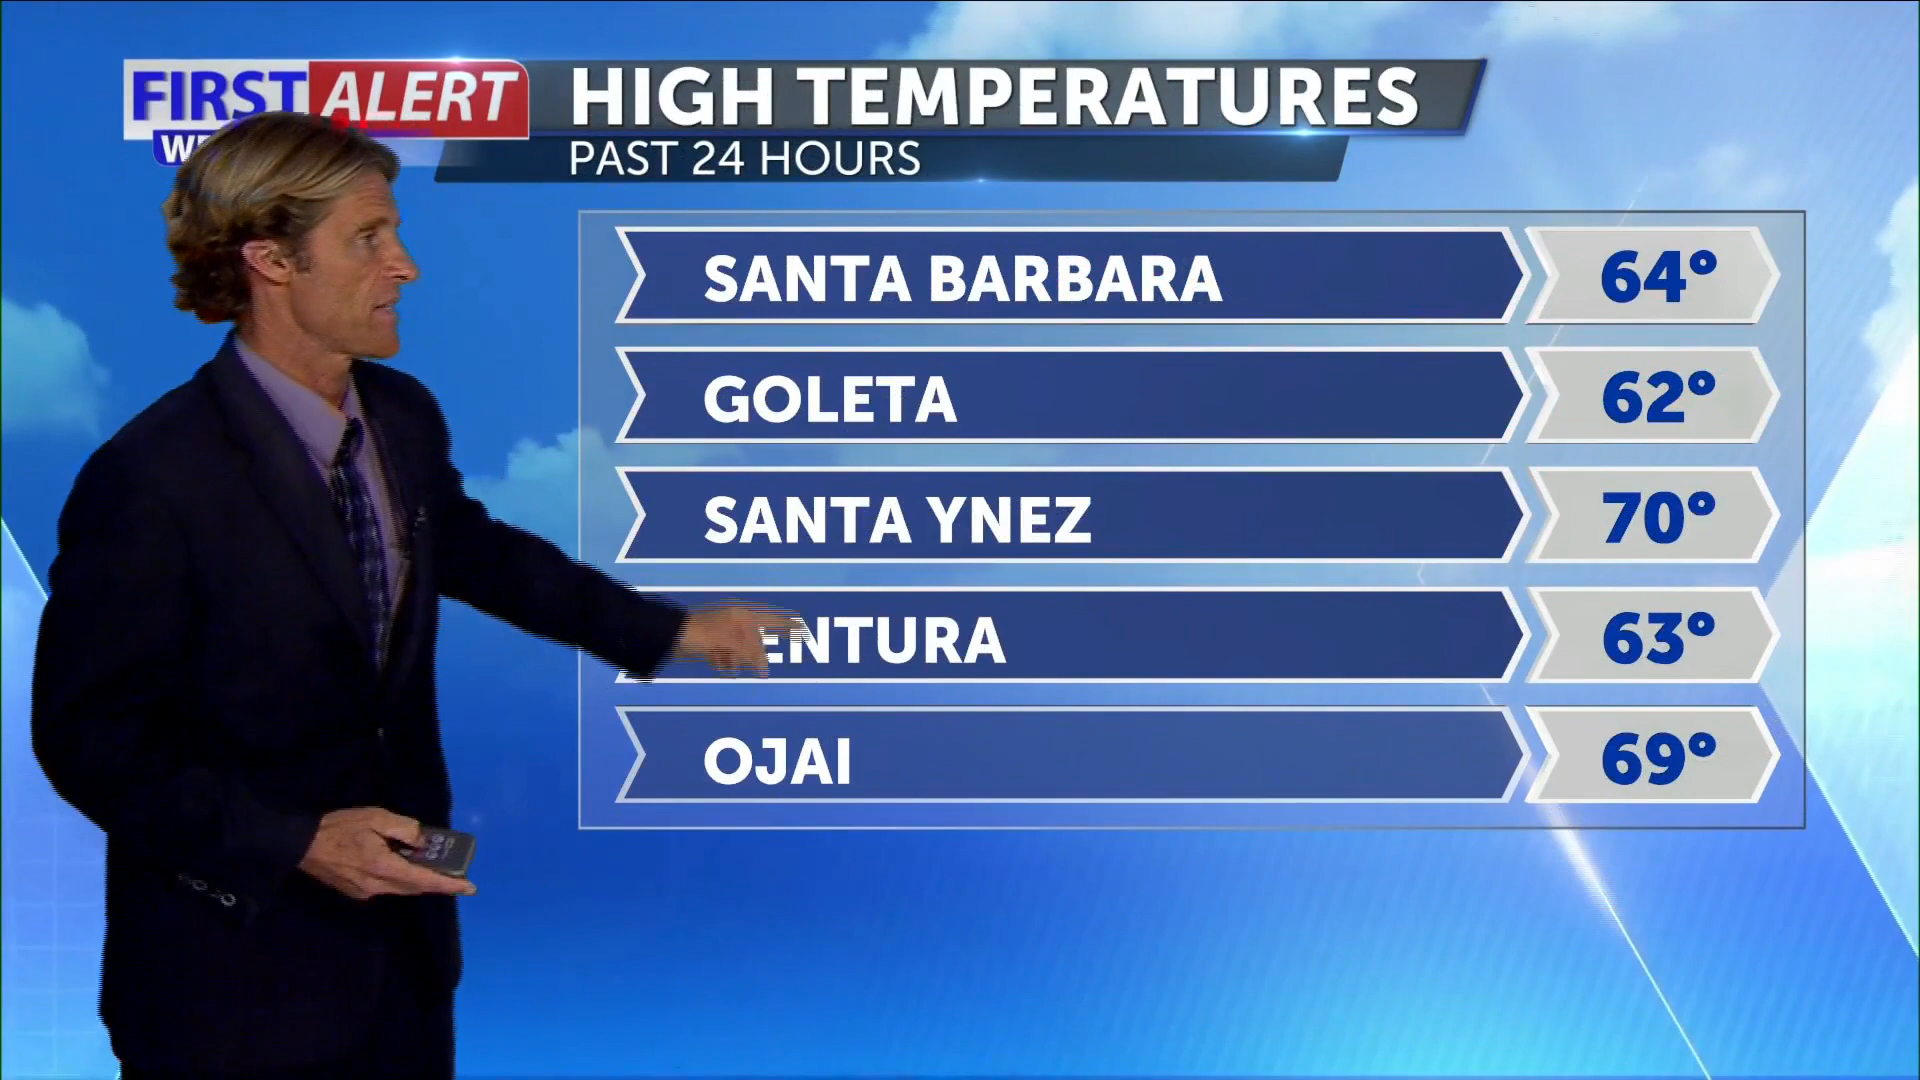 FIRST ALERT
HIGH TEMPERATURES
PAST 24 HOURS
SANTA BARBARA 64°
GOLETA 62°
SANTA YNEZ 70°
ENTURA 63°
OJAI 69°